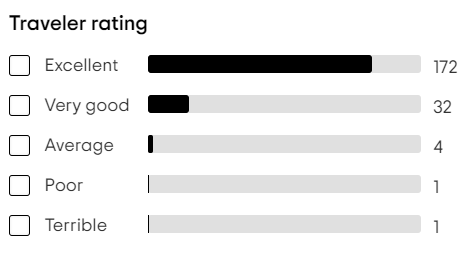 Traveler rating
Excellent 172
Very good 32
Average 4
Poor 1
Terrible 1